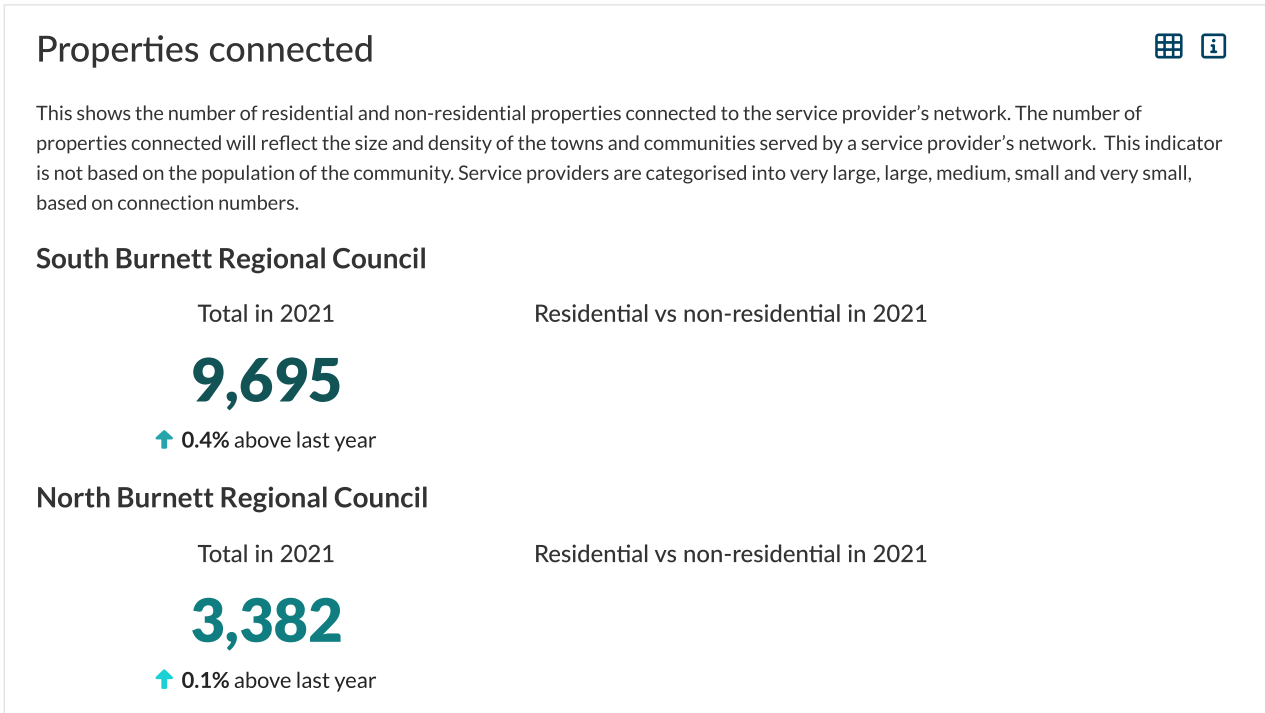 Properties connected
This shows the number of residential and non-residential properties connected to the service provider’s network. The number of
properties connected will reflect the size and density of the towns and communities served by a service provider’s network.  This indicator
is not based on the population of the community. Service providers are categorised into very large, large, medium, small and very small,
based on connection numbers.
South Burnett Regional Council
Total in 2021
Residential vs non-residential in 2021
9,695
0.4% above last year
North Burnett Regional Council
Total in 2021
Residential vs non-residential in 2021
3,382
0.1% above last year